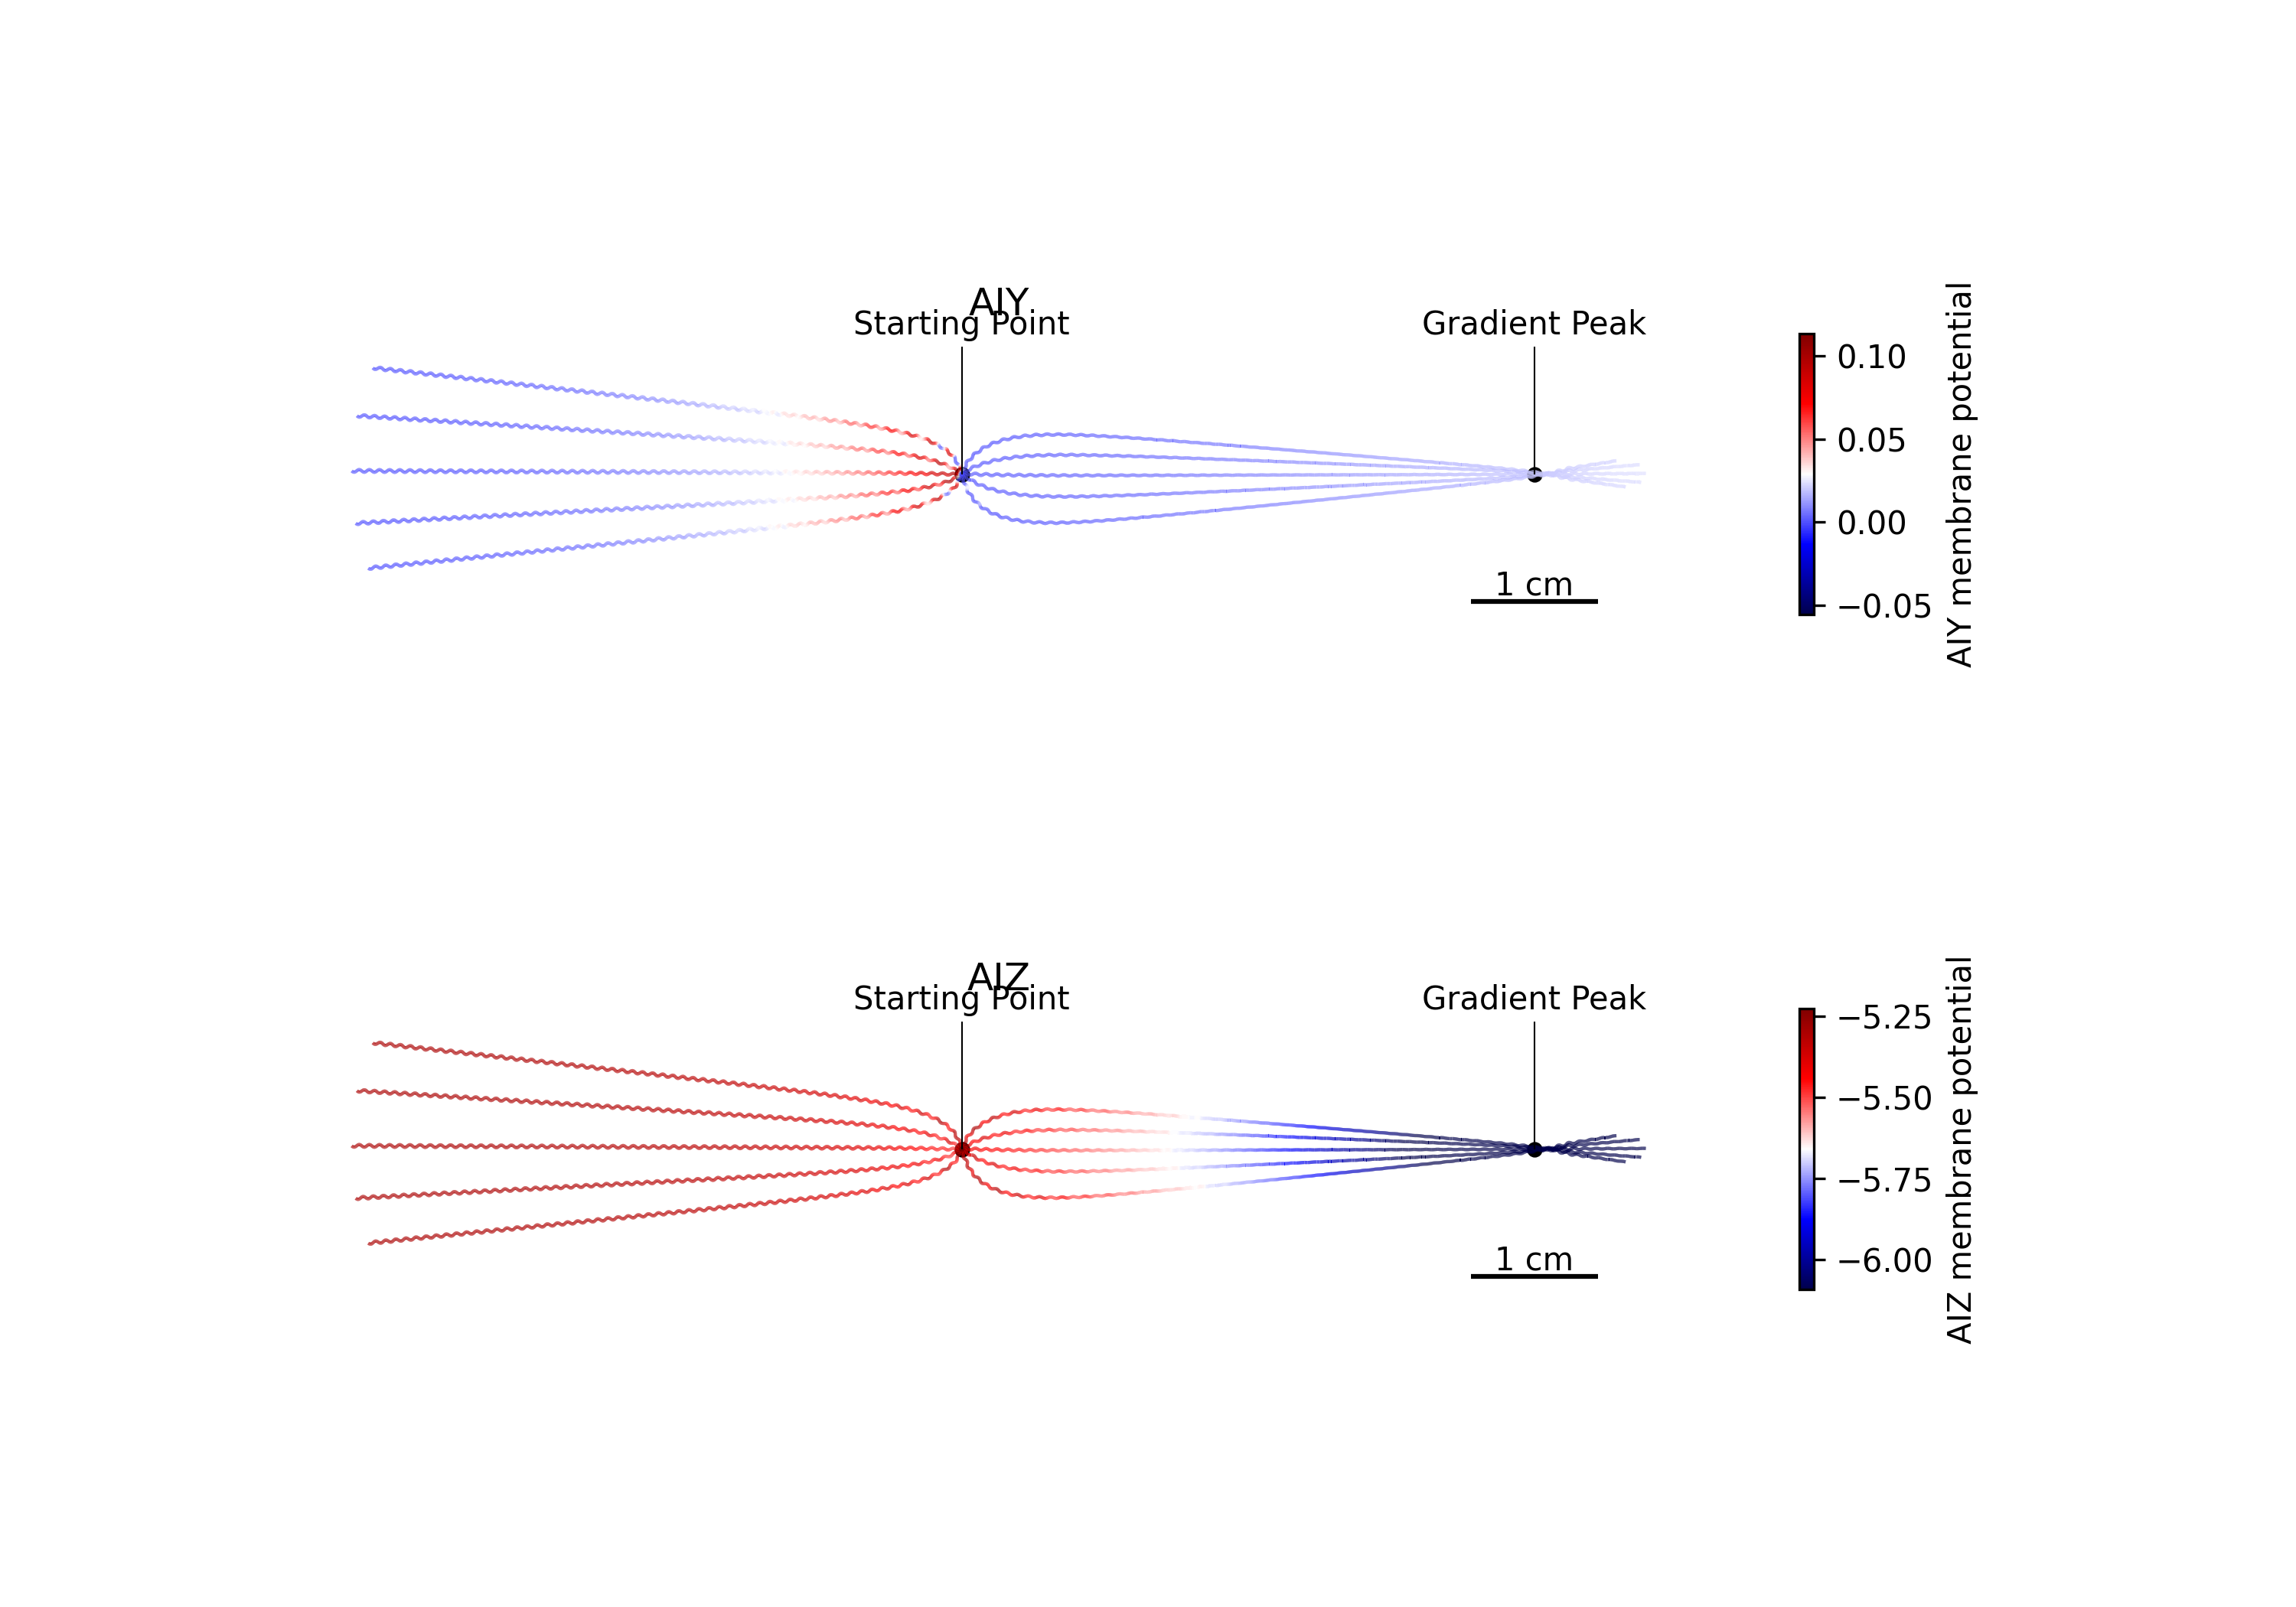 AIY
Starting Point
Gradient Peak
1 cm
0.10
0.05
0.00
−0.05
AIY membrane potential
AIZ
Starting Point
Gradient Peak
1 cm
−5.25
−5.50
−5.75
−6.00
AIZ membrane potential